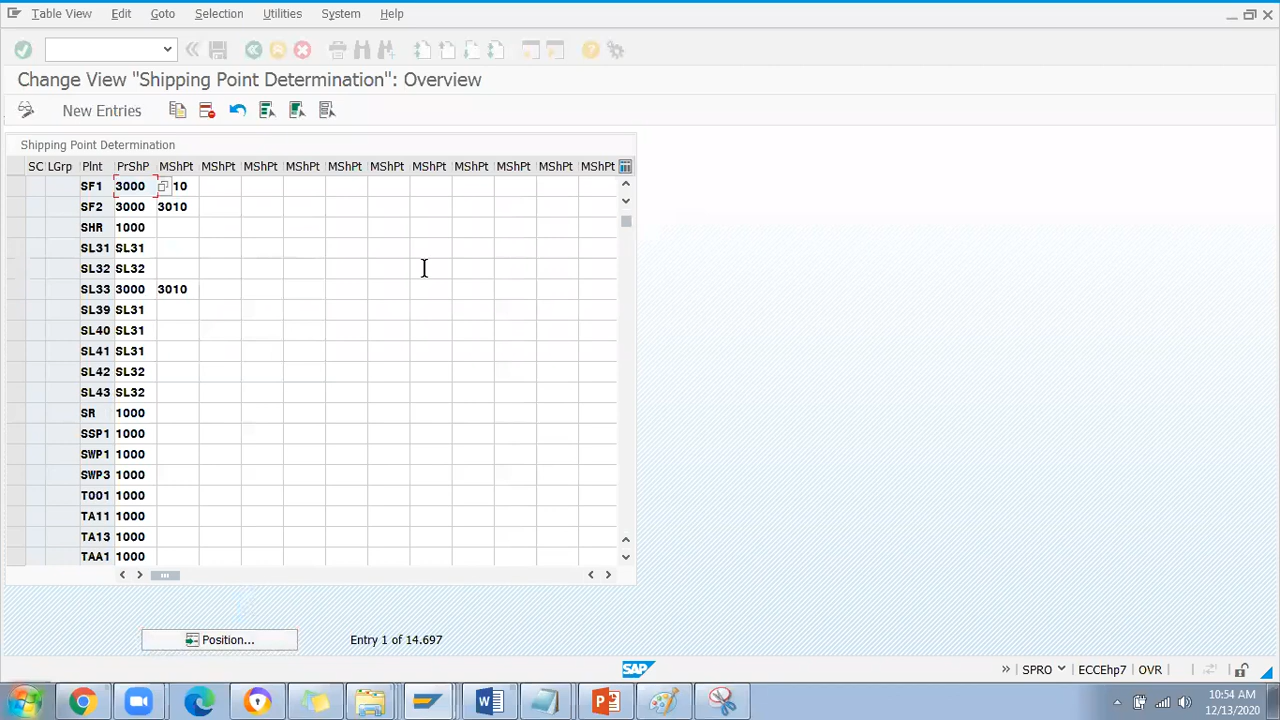 Table View Edit Goto Selection Utilities System Help
Change View "Shipping Point Determination": Overview
New Entries
Shipping Point Determination
SC LGrp Plnt PrShP MShPt MShPt MShPt MShPt MShPt MShPt MShPt MShPt MShPt MShPt MShPt
SF1 3000 10
SF2 3000 3010
SHR 1000
SL31 SL31
SL32 SL32
SL33 3000 3010
SL39 SL31
SL40 SL31
SL41 SL31
SL42 SL32
SL43 SL32
SR 1000
SSP1 1000
SWP1 1000
SWP3 1000
T001 1000
TA11 1000
TA13 1000
TAA1 1000
Position... Entry 1 of 14.697
SAP » SPRO ECCEhp7 OVR
10:54 AM
12/13/2020